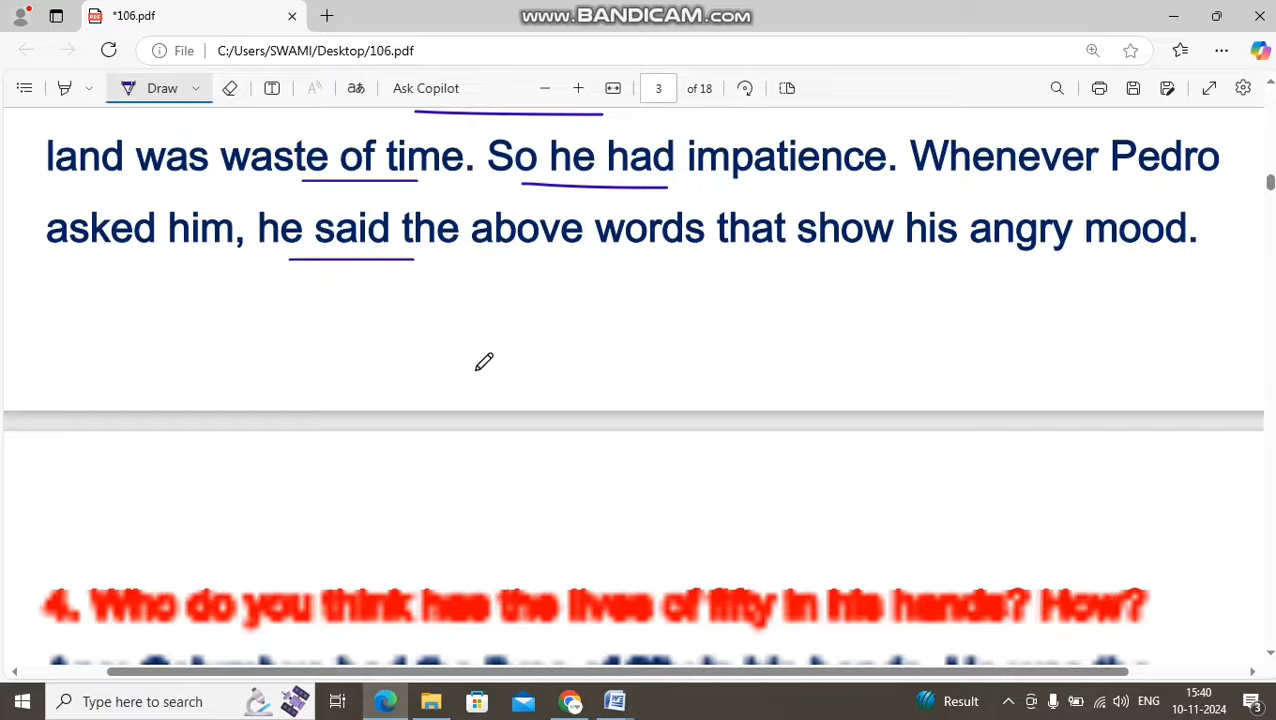 *106.pdf
www.BANDICAM.com
File C:/Users/SWAMI/Desktop/106.pdf
Draw
aあ
Ask Copilot
3 of 18
land was waste of time. So he had impatience. Whenever Pedro
asked him, he said the above words that show his angry mood.
4. Who do you think has the lives of fifty in his hands? How?
Type here to search
Result
ENG
15:40
10-11-2024
3